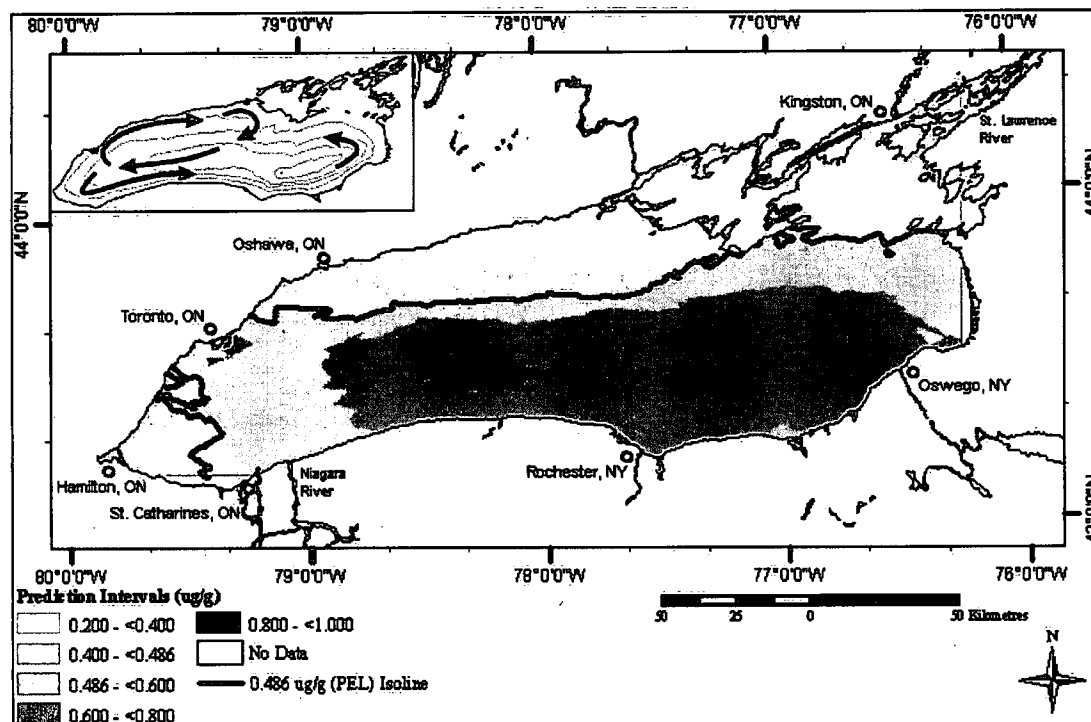 80°0'0"W 79°0'0"W 78°0'0"W 77°0'0"W 76°0'0"W
Kingston, ON
St. Lawrence
River
44°0'0"N
44°0'0"N
Oshawa, ON
Toronto, ON
Oswego, NY
Rochester, NY
Niagara
River
Hamilton, ON
St. Catharines, ON
80°0'0"W 79°0'0"W 78°0'0"W 77°0'0"W 76°0'0"W
Prediction Intervals (ug/g)
0.200 - <0.400
0.400 - <0.486
0.486 - <0.600
0.600 - <0.800
0.800 - <1.000
No Data
0.486 ug/g (PEL) Isoline
50 25 0 50 Kilometres
N